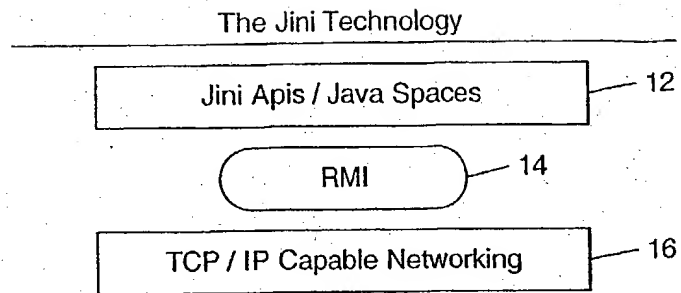 The Jini Technology
Jini Apis / Java Spaces
12
RMI
14
TCP / IP Capable Networking
16